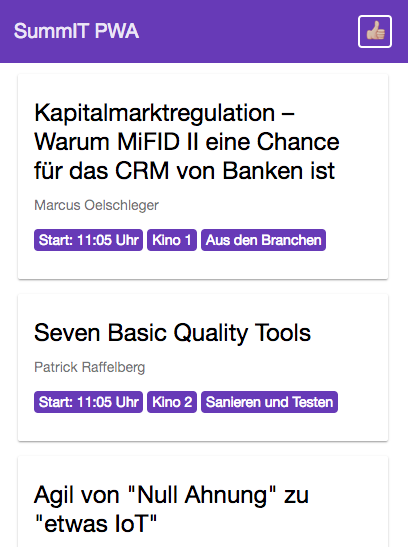 SummIT PWA
Kapitalmarktregulation –
Warum MiFID II eine Chance
für das CRM von Banken ist
Marcus Oelschleger
Start: 11:05 Uhr Kino 1 Aus den Branchen
Seven Basic Quality Tools
Patrick Raffelberg
Start: 11:05 Uhr Kino 2 Sanieren und Testen
Agil von "Null Ahnung" zu
"etwas IoT"